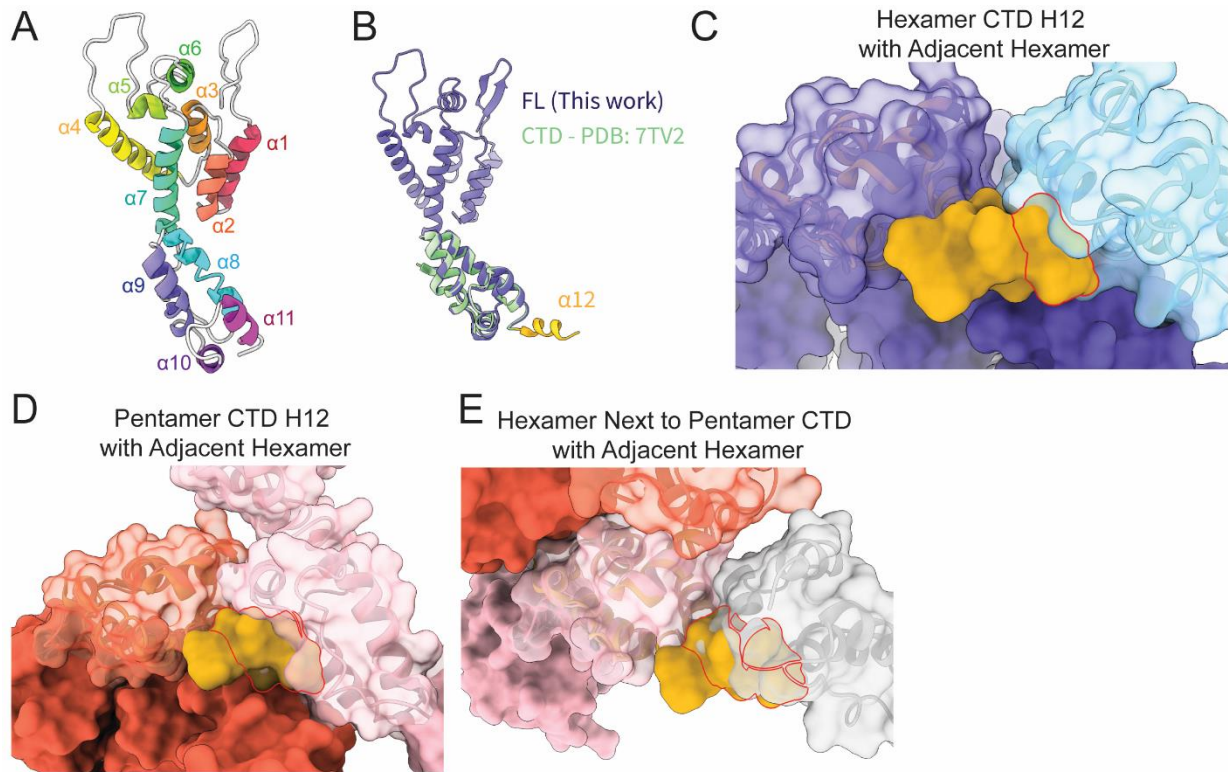 A
α6
α5
α3
α4
α1
α7
α2
α9
α8
α11
α10
B
FL (This work)
CTD - PDB: 7TV2
α12
C
Hexamer CTD H12
with Adjacent Hexamer
D
Pentamer CTD H12
with Adjacent Hexamer
E
Hexamer Next to Pentamer CTD
with Adjacent Hexamer